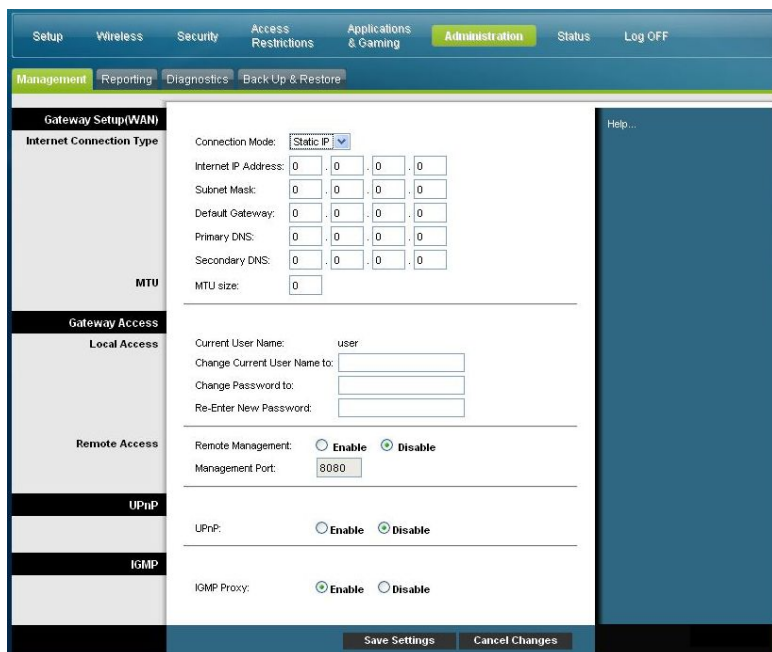 Setup Wireless Security Access Restrictions Applications & Gaming Administration Status Log OFF
Management Reporting Diagnostics Back Up & Restore
Gateway Setup(WAN)
Help...
Internet Connection Type
Connection Mode: Static IP
Internet IP Address: 0 . 0 . 0 . 0
Subnet Mask: 0 . 0 . 0 . 0
Default Gateway: 0 . 0 . 0 . 0
Primary DNS: 0 . 0 . 0 . 0
Secondary DNS: 0 . 0 . 0 . 0
MTU
MTU size: 0
Gateway Access
Local Access
Current User Name: user
Change Current User Name to:
Change Password to:
Re-Enter New Password:
Remote Access
Remote Management: Enable Disable
Management Port: 8080
UPnP
UPnP: Enable Disable
IGMP
IGMP Proxy: Enable Disable
Save Settings Cancel Changes